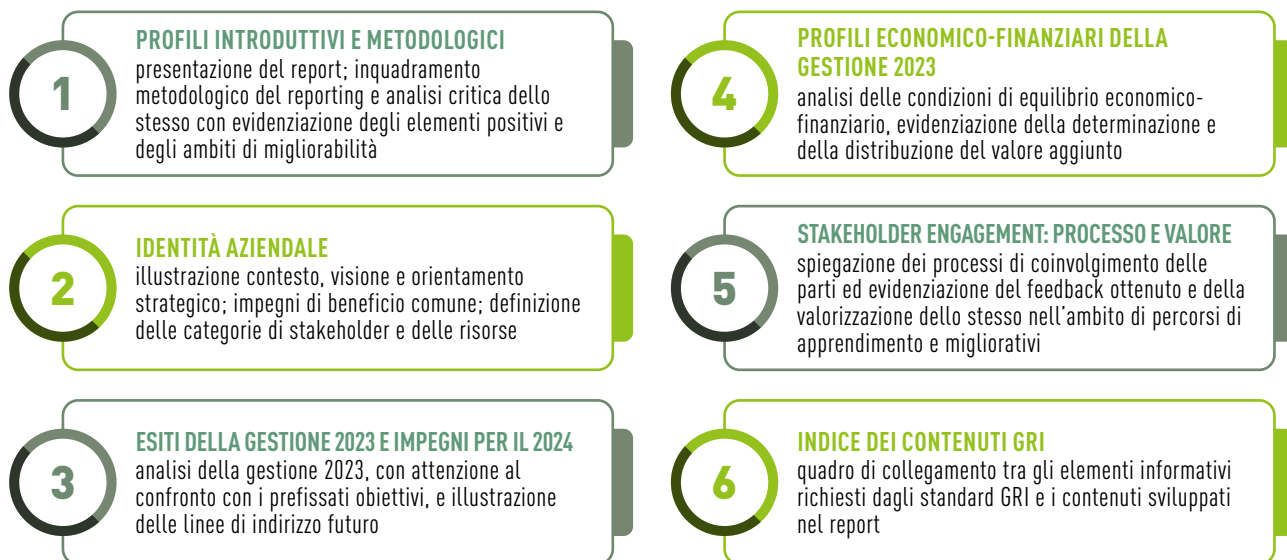 1
PROFILI INTRODUTTIVI E METODOLOGICI
presentazione del report; inquadramento
metodologico del reporting e analisi critica dello
stesso con evidenziazione degli elementi positivi e
degli ambiti di migliorabilità
2
IDENTITÀ AZIENDALE
illustrazione contesto, visione e orientamento
strategico; impegni di beneficio comune; definizione
delle categorie di stakeholder e delle risorse
3
ESITI DELLA GESTIONE 2023 E IMPEGNI PER IL 2024
analisi della gestione 2023, con attenzione al
confronto con i prefissati obiettivi, e illustrazione
delle linee di indirizzo futuro
4
PROFILI ECONOMICO-FINANZIARI DELLA
GESTIONE 2023
analisi delle condizioni di equilibrio economico-
finanziario, evidenziazione della determinazione e
della distribuzione del valore aggiunto
5
STAKEHOLDER ENGAGEMENT: PROCESSO E VALORE
spiegazione dei processi di coinvolgimento delle
parti ed evidenziazione del feedback ottenuto e della
valorizzazione dello stesso nell'ambito di percorsi di
apprendimento e migliorativi
6
INDICE DEI CONTENUTI GRI
quadro di collegamento tra gli elementi informativi
richiesti dagli standard GRI e i contenuti sviluppati
nel report